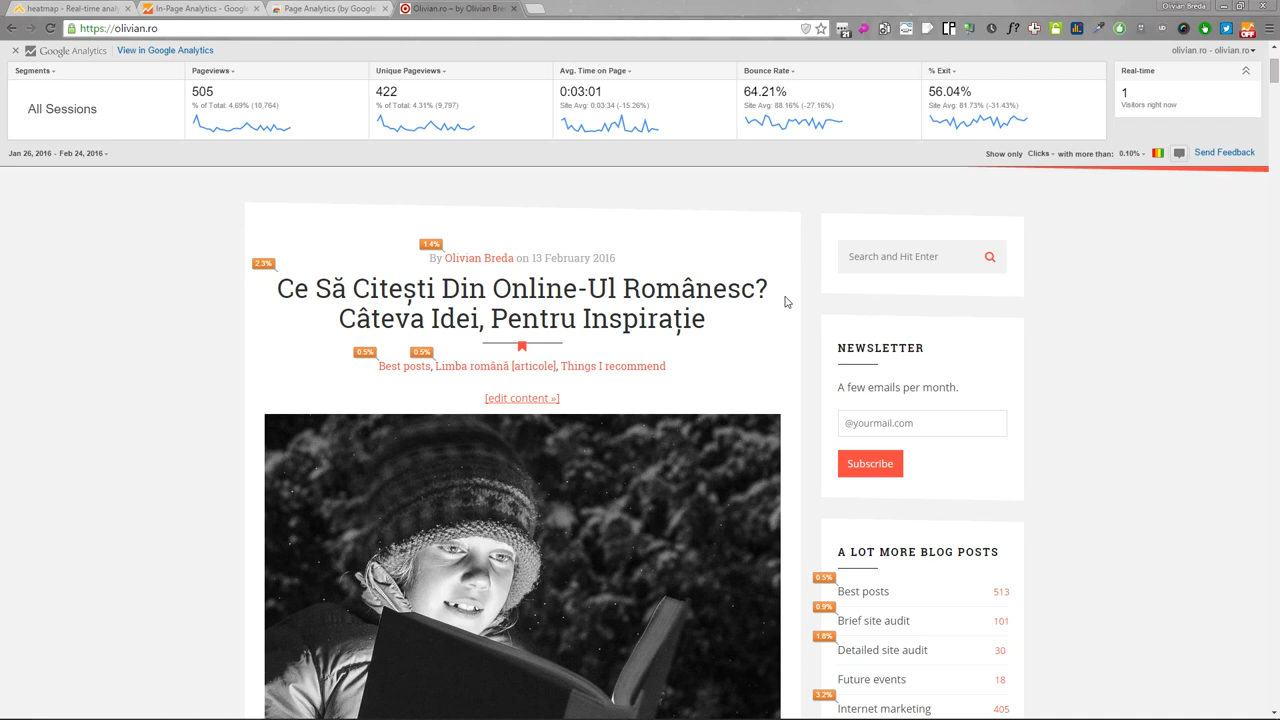 heatmap - Real-time analy
In-Page Analytics - Googl
Page Analytics (by Google
Olivian.ro – by Olivian Bre
Olivian Breda
https://olivian.ro
21
OFF
Google Analytics
View in Google Analytics
olivian.ro - olivian.ro
Segments
Pageviews
Unique Pageviews
Avg. Time on Page
Bounce Rate
% Exit
Real-time
All Sessions
505
% of Total: 4.69% (10,764)
422
% of Total: 4.31% (9,797)
0:03:01
Site Avg: 0:03:34 (-15.26%)
64.21%
Site Avg: 88.16% (-27.16%)
56.04%
Site Avg: 81.73% (-31.43%)
1
Visitors right now
Jan 26, 2016 - Feb 24, 2016
Show only Clicks with more than: 0.10%
Send Feedback
1.4%
By Olivian Breda on 13 February 2016
2.3%
Ce Să Citești Din Online-Ul Românesc?
Câteva Idei, Pentru Inspirație
0.5% 0.5%
Best posts, Limba română [articole], Things I recommend
[edit content »]
Search and Hit Enter
NEWSLETTER
A few emails per month.
@yourmail.com
Subscribe
A LOT MORE BLOG POSTS
0.5%
Best posts 513
0.9%
Brief site audit 101
1.8%
Detailed site audit 30
Future events 18
3.2%
Internet marketing 405